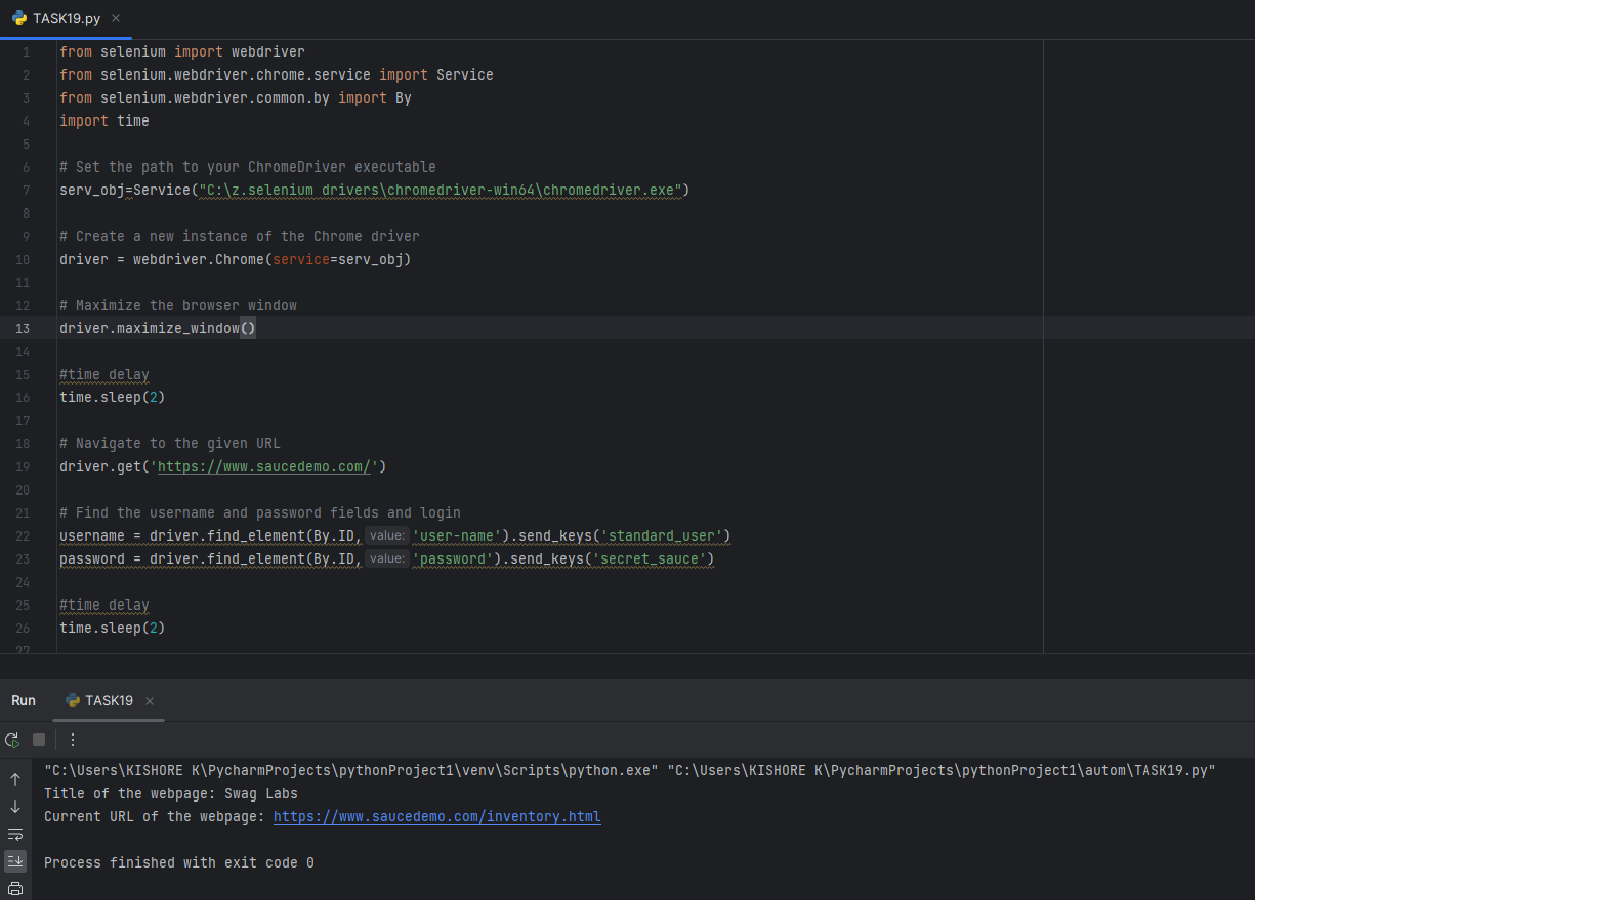 TASK19.py
1 from selenium import webdriver
2 from selenium.webdriver.chrome.service import Service
3 from selenium.webdriver.common.by import By
4 import time
5
6 # Set the path to your ChromeDriver executable
7 serv_obj=Service("C:\z.selenium drivers\chromedriver-win64\chromedriver.exe")
8
9 # Create a new instance of the Chrome driver
10 driver = webdriver.Chrome(service=serv_obj)
11
12 # Maximize the browser window
13 driver.maximize_window()
14
15 #time delay
16 time.sleep(2)
17
18 # Navigate to the given URL
19 driver.get('https://www.saucedemo.com/')
20
21 # Find the username and password fields and login
22 username = driver.find_element(By.ID, value: 'user-name').send_keys('standard_user')
23 password = driver.find_element(By.ID, value: 'password').send_keys('secret_sauce')
24
25 #time delay
26 time.sleep(2)
27
Run TASK19
"C:\Users\KISHORE K\PycharmProjects\pythonProject1\venv\Scripts\python.exe" "C:\Users\KISHORE K\PycharmProjects\pythonProject1\autom\TASK19.py"
Title of the webpage: Swag Labs
Current URL of the webpage: https://www.saucedemo.com/inventory.html
Process finished with exit code 0